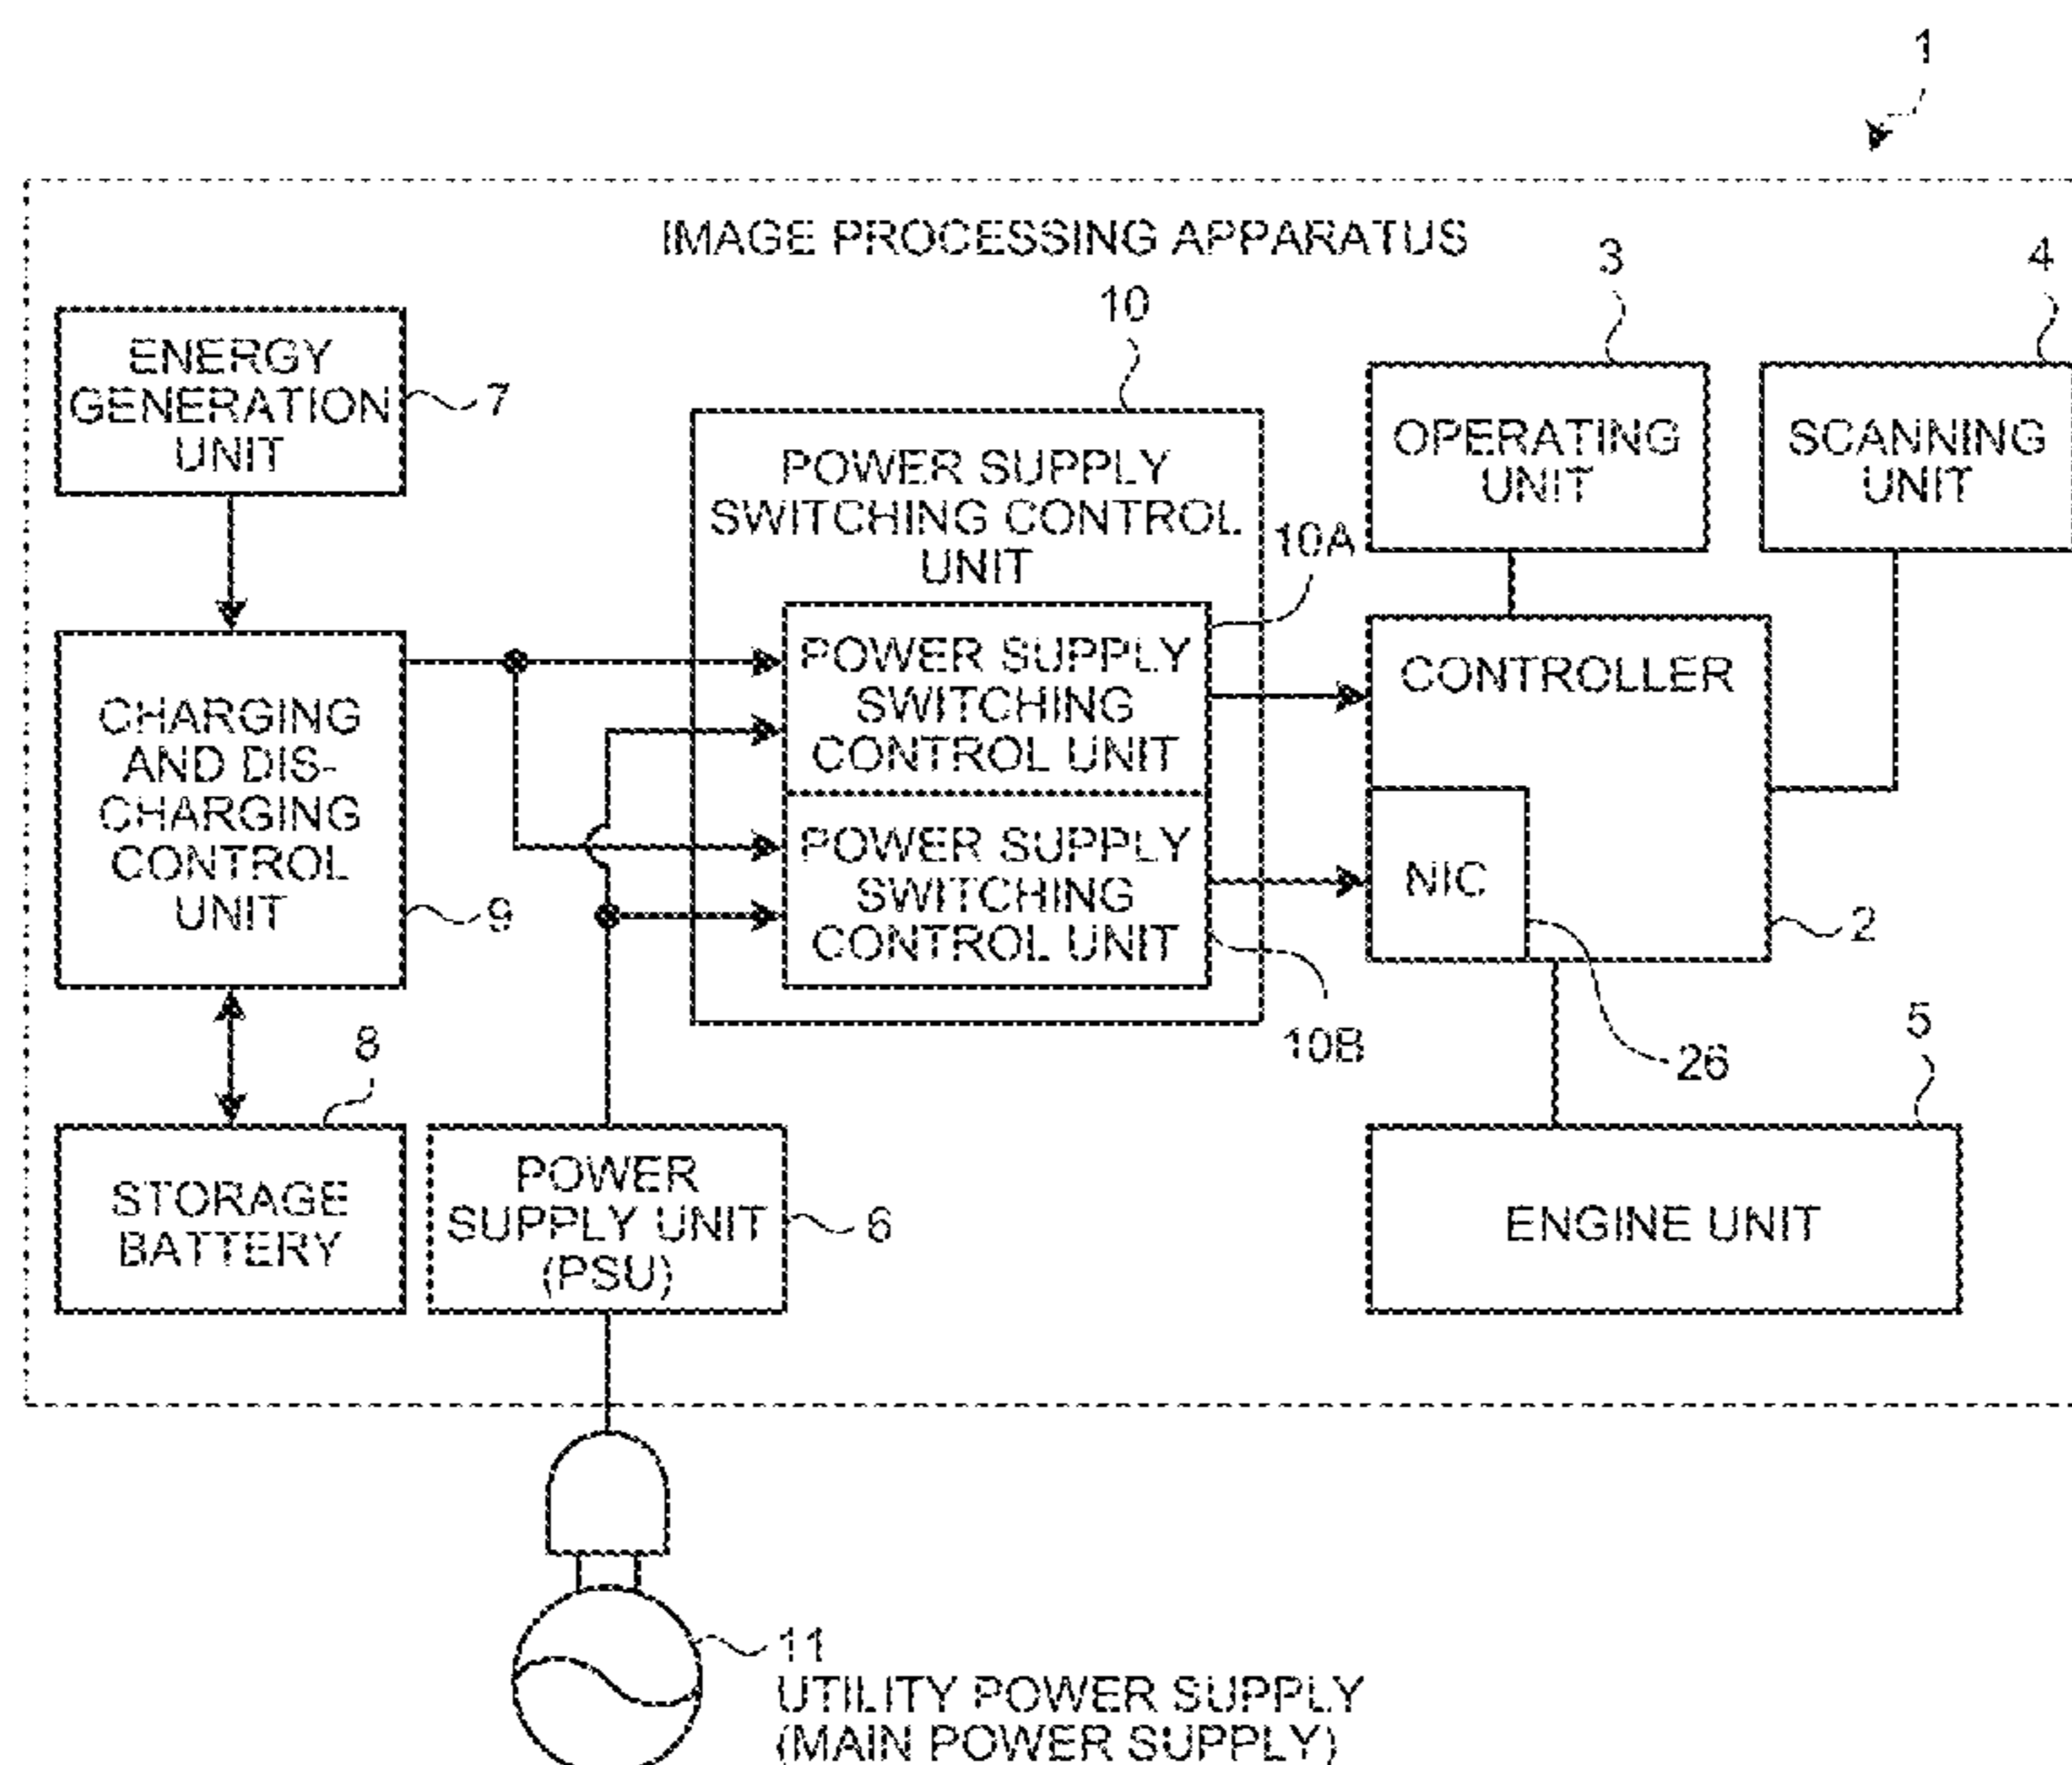 1
IMAGE PROCESSING APPARATUS
3
4
10
ENERGY
GENERATION
UNIT
7
OPERATING
UNIT
SCANNING
UNIT
POWER SUPPLY
SWITCHING CONTROL
UNIT
10A
POWER SUPPLY
SWITCHING
CONTROL UNIT
CONTROLLER
CHARGING
AND DIS-
CHARGING
CONTROL
UNIT
9
POWER SUPPLY
SWITCHING
CONTROL UNIT
NIC
2
10B
26
8
5
STORAGE
BATTERY
POWER
SUPPLY UNIT
(PSU)
6
ENGINE UNIT
11
UTILITY POWER SUPPLY
(MAIN POWER SUPPLY)